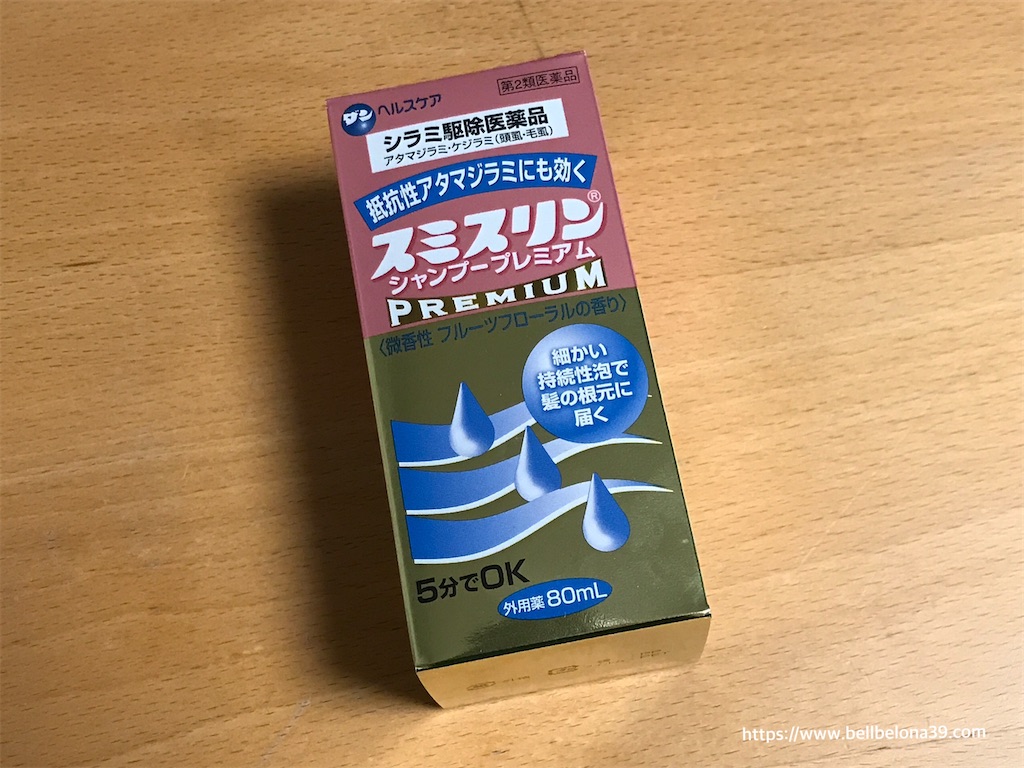 第2類医薬品
ダンヘルスケア
シラミ駆除医薬品
アタマジラミ・ケジラミ(頭虱・毛虱)
抵抗性アタマジラミにも効く
スミスリン®
シャンプープレミアム
PREMIUM
〈微香性 フルーツフローラルの香り〉
細かい
持続性泡で
髪の根元に
届く
5分でOK
外用薬 80mL
https://www.bellbelona39.com